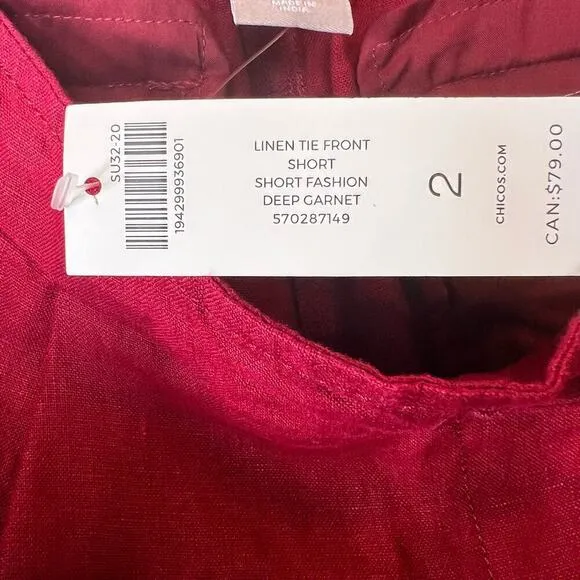 MADE IN
INDIA
SU32-20
194299936901
LINEN TIE FRONT
SHORT
SHORT FASHION
DEEP GARNET
570287149
2
CHICOS.COM
CAN:$79.00